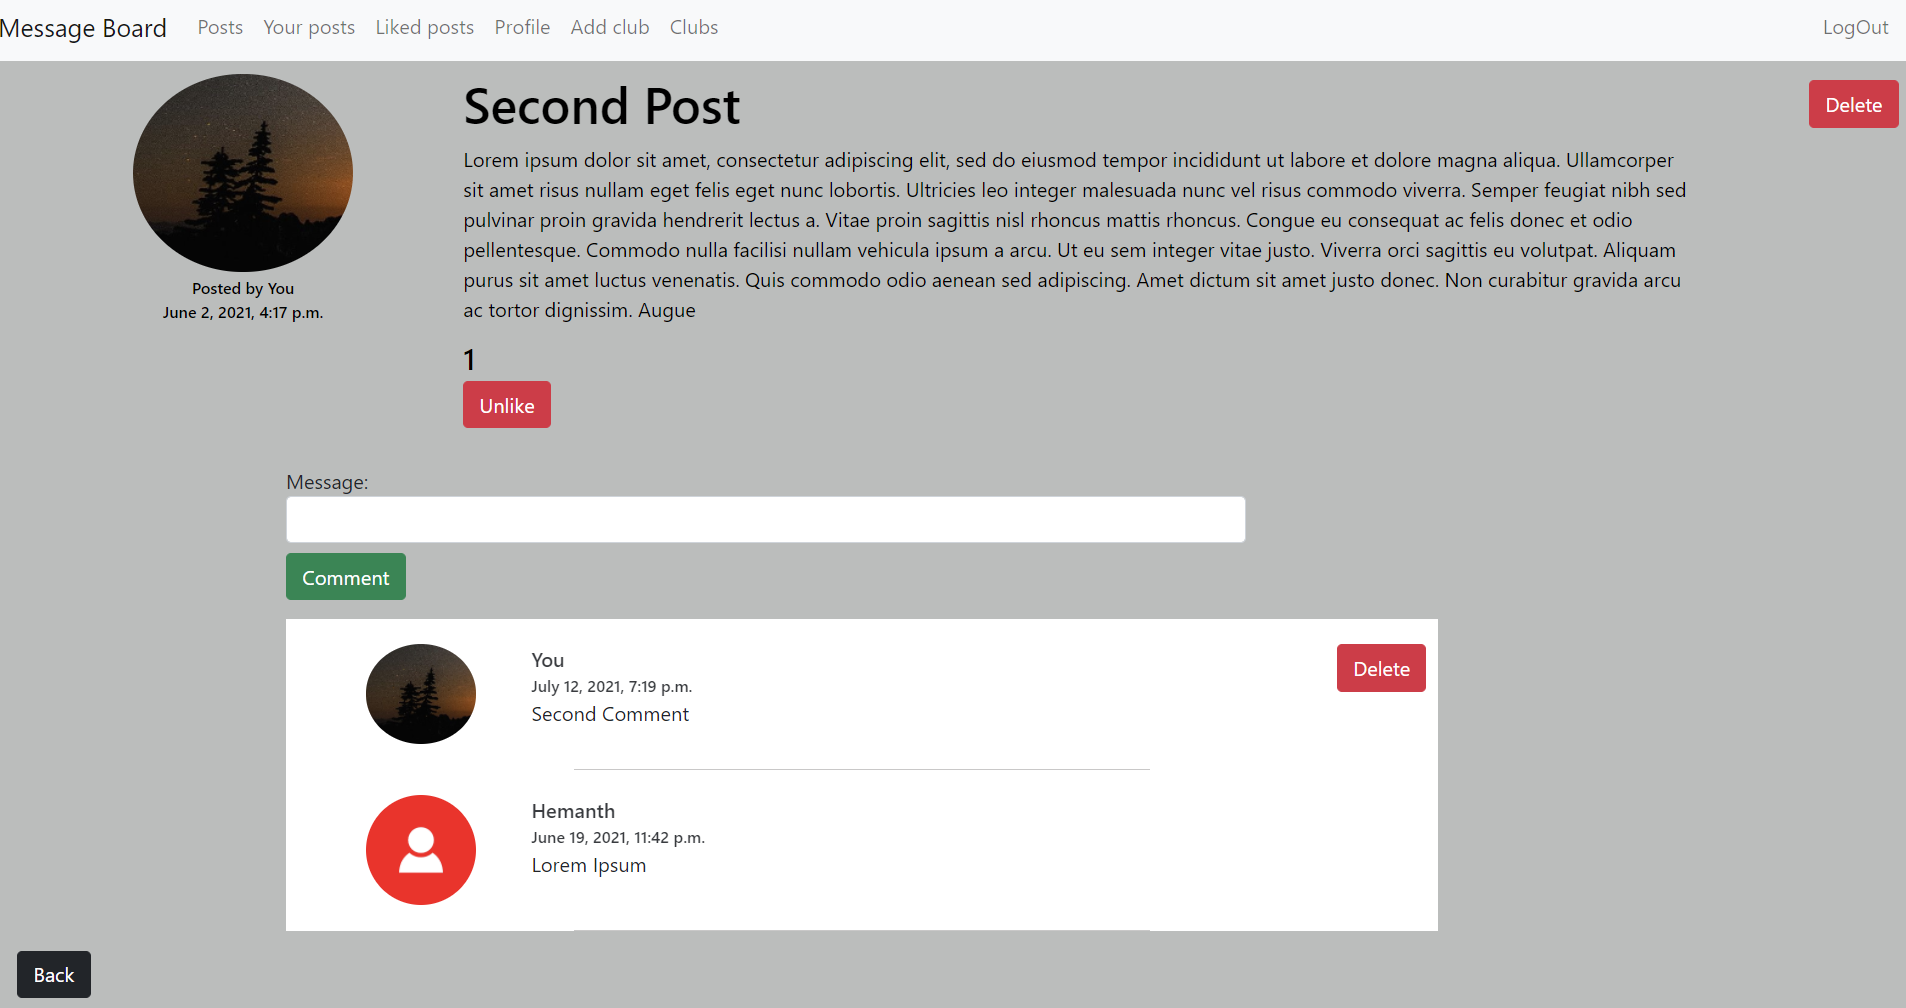 Message Board Posts Your posts Liked posts Profile Add club Clubs LogOut
Second Post
Delete
Lorem ipsum dolor sit amet, consectetur adipiscing elit, sed do eiusmod tempor incididunt ut labore et dolore magna aliqua. Ullamcorper
sit amet risus nullam eget felis eget nunc lobortis. Ultricies leo integer malesuada nunc vel risus commodo viverra. Semper feugiat nibh sed
pulvinar proin gravida hendrerit lectus a. Vitae proin sagittis nisl rhoncus mattis rhoncus. Congue eu consequat ac felis donec et odio
pellentesque. Commodo nulla facilisi nullam vehicula ipsum a arcu. Ut eu sem integer vitae justo. Viverra orci sagittis eu volutpat. Aliquam
purus sit amet luctus venenatis. Quis commodo odio aenean sed adipiscing. Amet dictum sit amet justo donec. Non curabitur gravida arcu
ac tortor dignissim. Augue
Posted by You
June 2, 2021, 4:17 p.m.
1
Unlike
Message:
Comment
You
July 12, 2021, 7:19 p.m.
Second Comment
Delete
Hemanth
June 19, 2021, 11:42 p.m.
Lorem Ipsum
Back